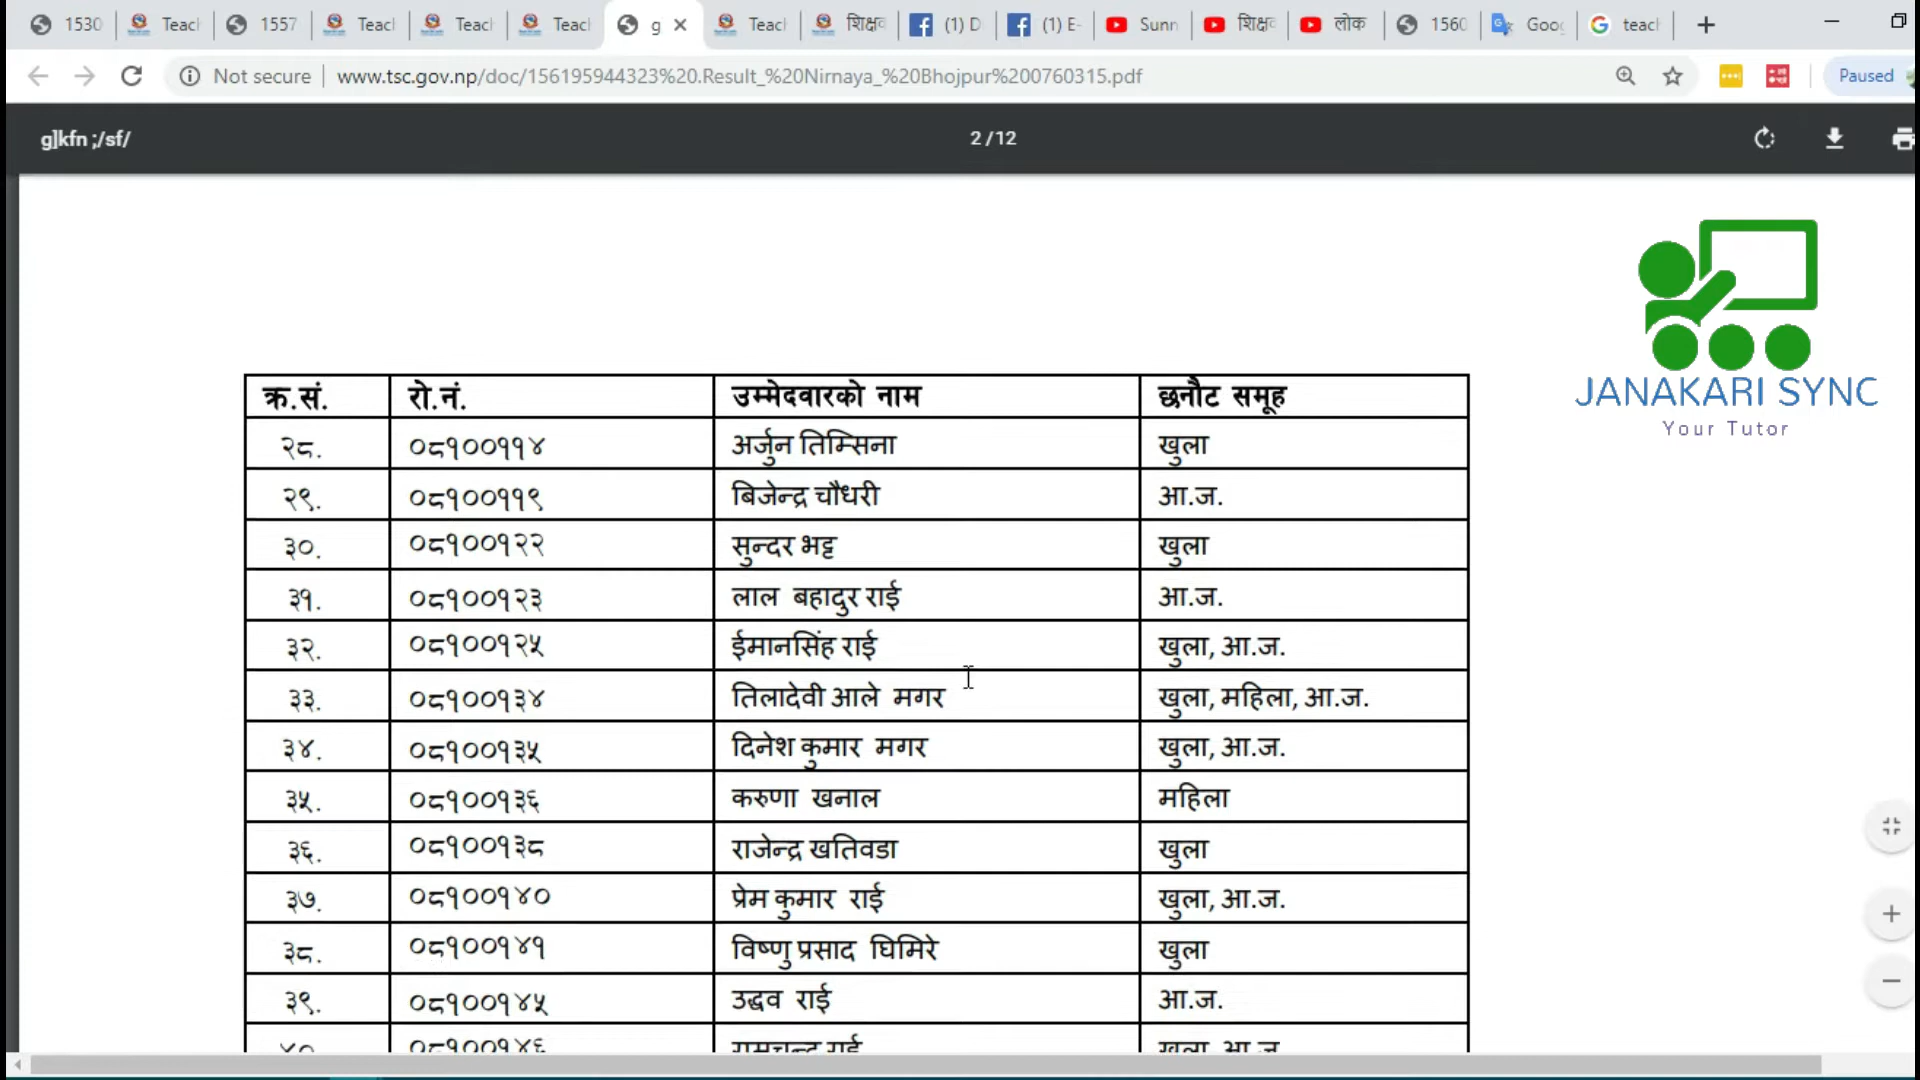 1530 Teach 1557 Teach Teach Teach g Teach शिक्षक (1) D (1) E- Sunn शिक्षक लोक 1560 Goog teach
Not secure www.tsc.gov.np/doc/156195944323%20.Result_%20Nirnaya_%20Bhojpur%200760315.pdf Paused
g]kfn ;/sf/ 2 / 12
JANAKARI SYNC
Your Tutor
क्र.सं. रो.नं. उम्मेदवारको नाम छनौट समूह
२८. ०८१००११४ अर्जुन तिम्सिना खुला
२९. ०८१००११९ बिजेन्द्र चौधरी आ.ज.
३०. ०८१००१२२ सुन्दर भट्ट खुला
३१. ०८१००१२३ लाल बहादुर राई आ.ज.
३२. ०८१००१२५ ईमानसिंह राई खुला, आ.ज.
३३. ०८१००१३४ तिलादेवी आले मगर खुला, महिला, आ.ज.
३४. ०८१००१३५ दिनेश कुमार मगर खुला, आ.ज.
३५. ०८१००१३६ करुणा खनाल महिला
३६. ०८१००१३८ राजेन्द्र खतिवडा खुला
३७. ०८१००१४० प्रेम कुमार राई खुला, आ.ज.
३८. ०८१००१४१ विष्णु प्रसाद घिमिरे खुला
३९. ०८१००१४५ उद्धव राई आ.ज.
४०. ०८१००१४६ रामचन्द्र राई खुला, आ.ज.